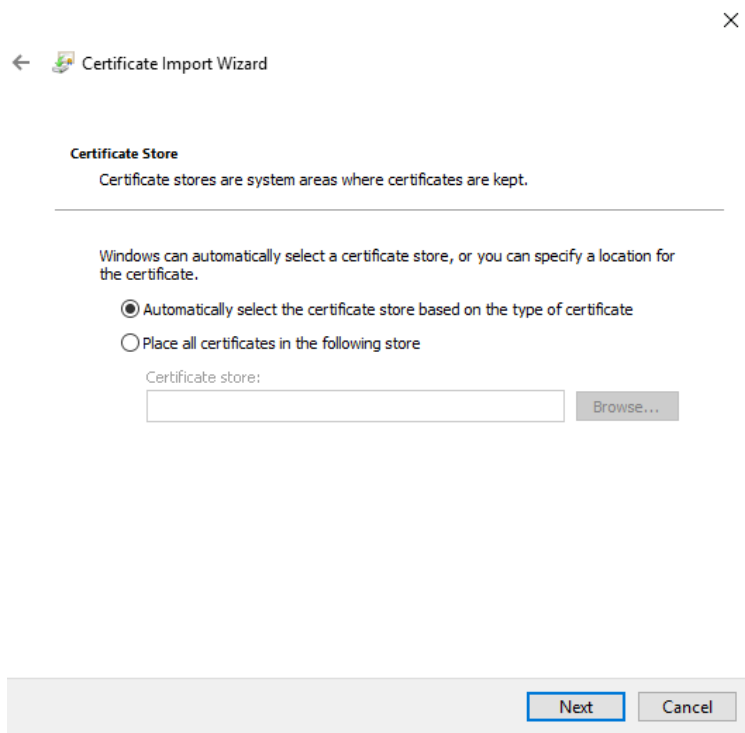 Certificate Import Wizard
Certificate Store
Certificate stores are system areas where certificates are kept.
Windows can automatically select a certificate store, or you can specify a location for
the certificate.
Automatically select the certificate store based on the type of certificate
Place all certificates in the following store
Certificate store:
Browse...
Next
Cancel